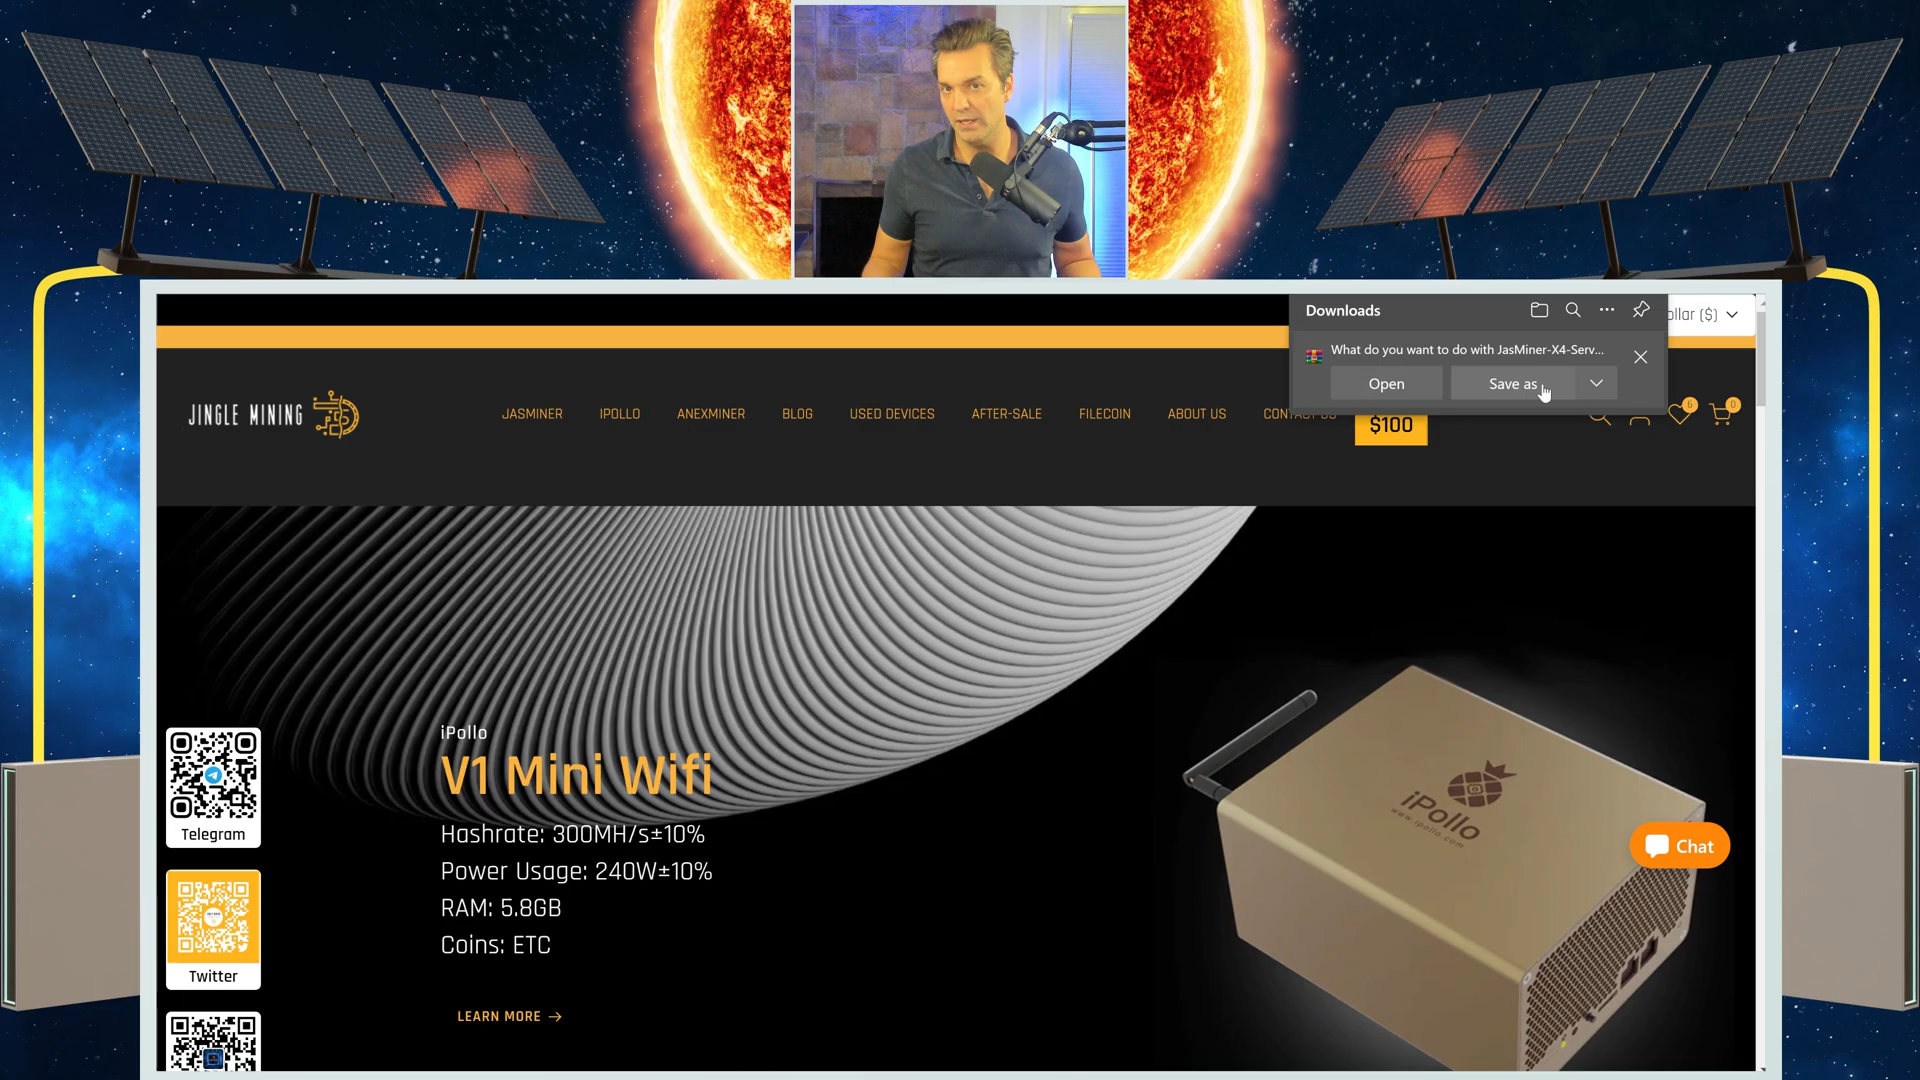 Downloads
ollar ($)
What do you want to do with JasMiner-X4-Serv...
Open
Save as
JINGLE MINING
JASMINER
IPOLLO
ANEXMINER
BLOG
USED DEVICES
AFTER-SALE
FILECOIN
ABOUT US
CONTACT US
$100
6
0
iPollo
V1 Mini Wifi
Hashrate: 300MH/s±10%
Power Usage: 240W±10%
RAM: 5.8GB
Coins: ETC
LEARN MORE
Telegram
Twitter
iPollo
www.ipollo.com
Chat